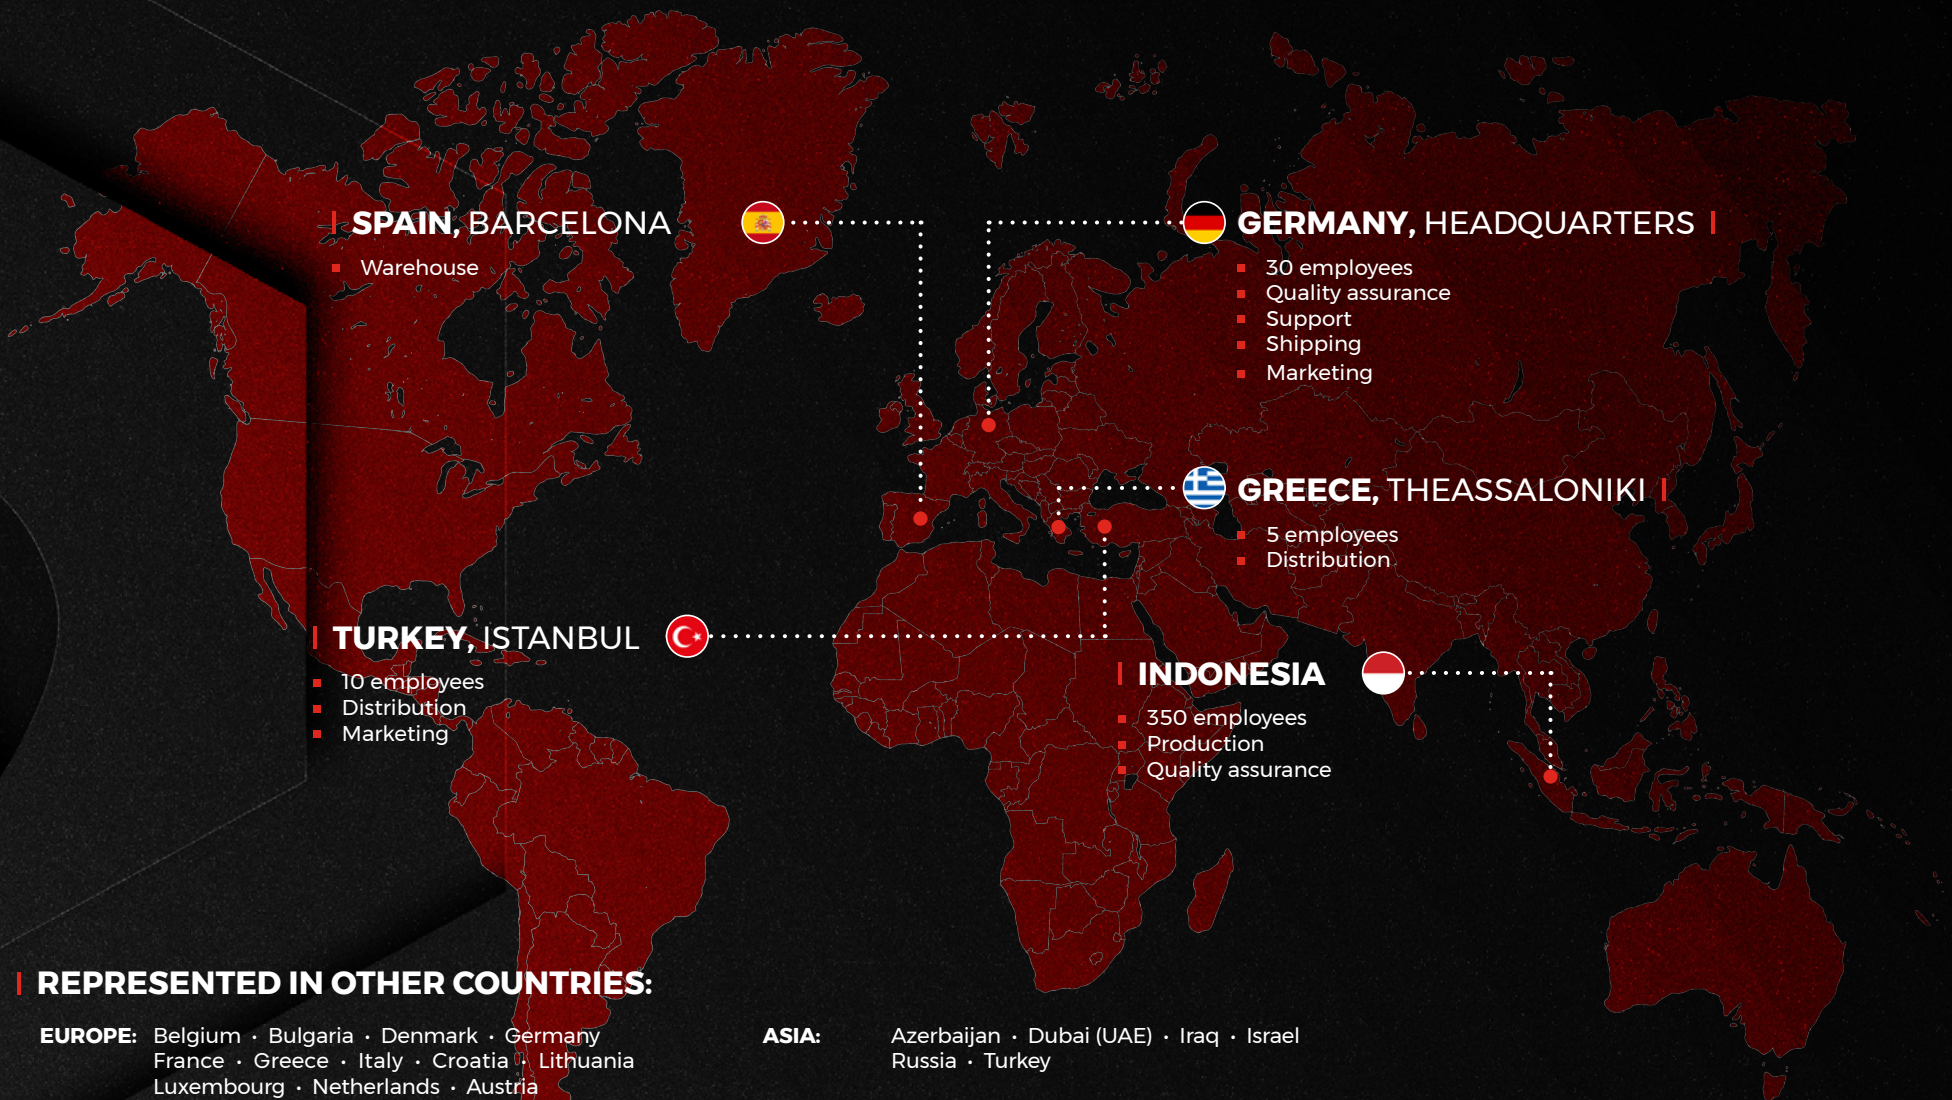 SPAIN, BARCELONA
Warehouse
GERMANY, HEADQUARTERS
30 employees
Quality assurance
Support
Shipping
Marketing
GREECE, THEASSALONIKI
5 employees
Distribution
TURKEY, ISTANBUL
10 employees
Distribution
Marketing
INDONESIA
350 employees
Production
Quality assurance
REPRESENTED IN OTHER COUNTRIES:
EUROPE: Belgium • Bulgaria • Denmark • Germany
France • Greece • Italy • Croatia • Lithuania
Luxembourg • Netherlands • Austria
ASIA: Azerbaijan • Dubai (UAE) • Iraq • Israel
Russia • Turkey